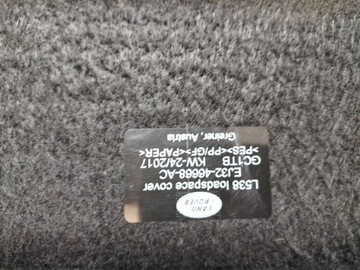 LAND
ROVER
L538 loadspace cover
EJ32-46668-AC
GC1TB KW-24/2017
>PES<>PP/GF><PAPER<
Greiner, Austria